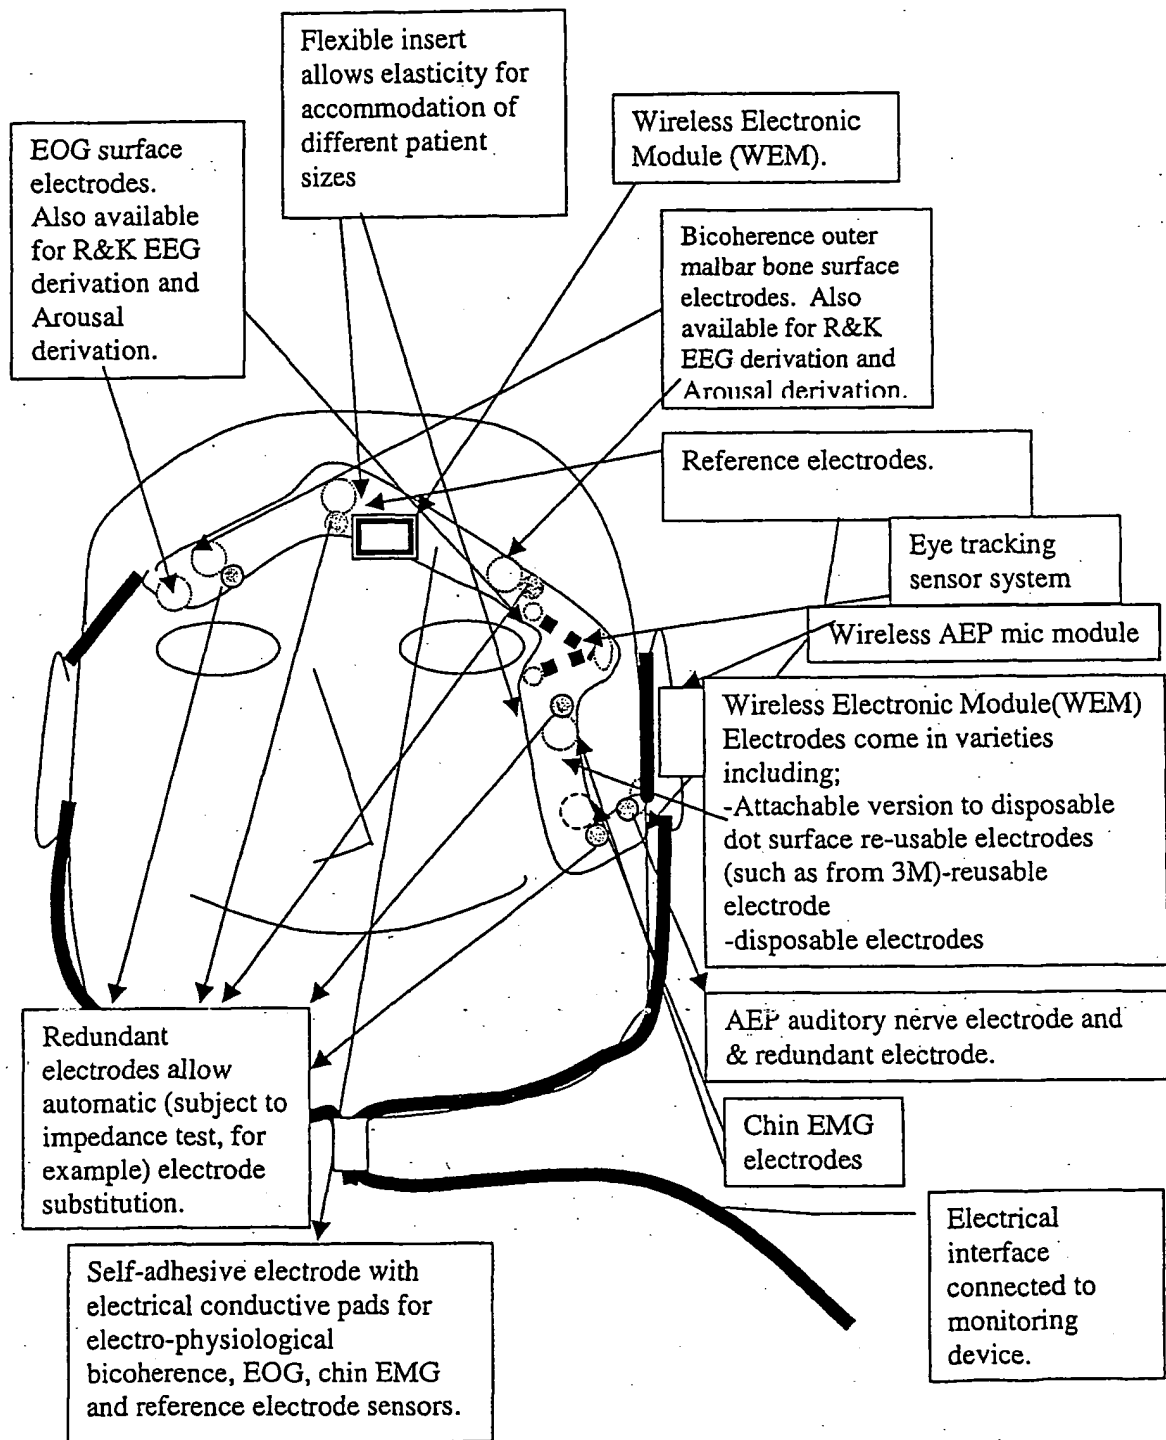 Flexible insert
allows elasticity for
accommodation of
different patient
sizes
Wireless Electronic
Module (WEM).
EOG surface
electrodes.
Also available
for R&K EEG
derivation and
Arousal
derivation.
Bicoherence outer
malbar bone surface
electrodes. Also
available for R&K
EEG derivation and
Arousal derivation.
Reference electrodes.
Eye tracking
sensor system
Wireless AEP mic module
Wireless Electronic Module(WEM)
Electrodes come in varieties
including;
-Attachable version to disposable
dot surface re-usable electrodes
(such as from 3M)-reusable
electrode
-disposable electrodes
AEP auditory nerve electrode and
& redundant electrode.
Redundant
electrodes allow
automatic (subject to
impedance test, for
example) electrode
substitution.
Chin EMG
electrodes
Electrical
interface
connected to
monitoring
device.
Self-adhesive electrode with
electrical conductive pads for
electro-physiological
bicoherence, EOG, chin EMG
and reference electrode sensors.